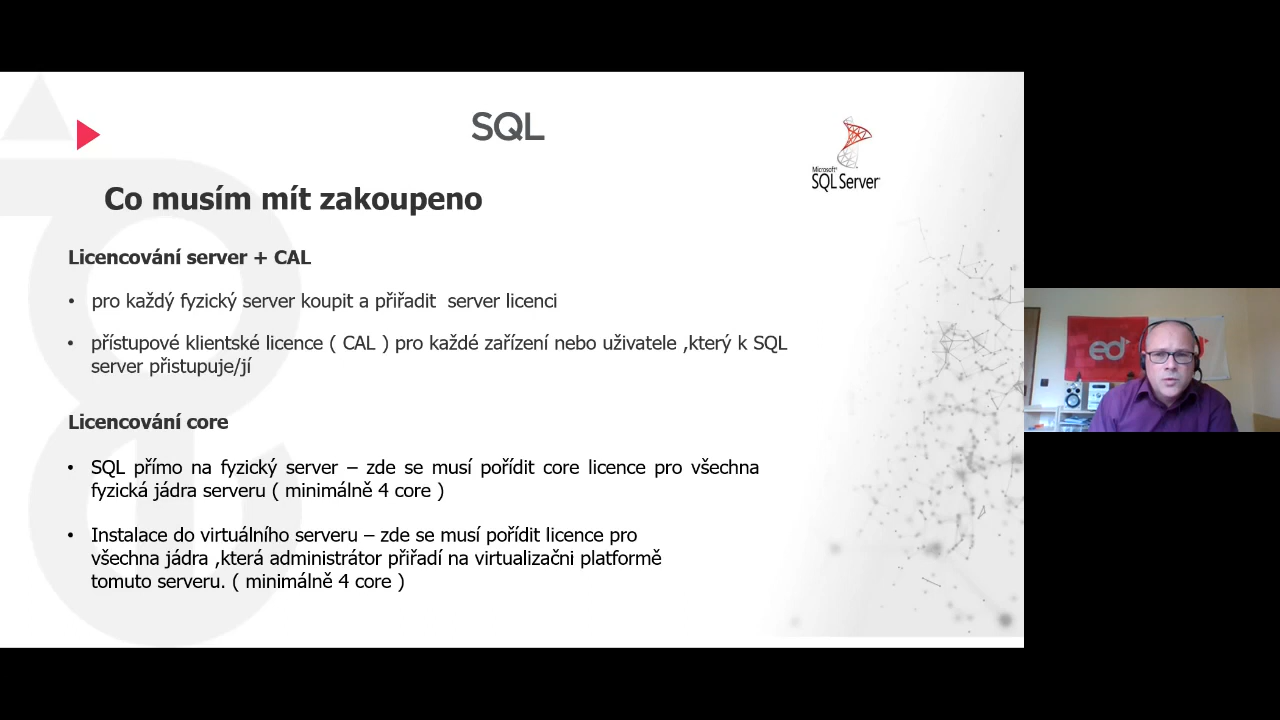 SQL
Microsoft®
SQL Server
Co musím mít zakoupeno
Licencování server + CAL
• pro každý fyzický server koupit a přiřadit  server licenci
• přístupové klientské licence ( CAL ) pro každé zařízení nebo uživatele ,který k SQL
server přistupuje/jí
Licencování core
• SQL přímo na fyzický server – zde se musí pořídit core licence pro všechna
fyzická jádra serveru ( minimálně 4 core )
• Instalace do virtuálního serveru – zde se musí pořídit licence pro
všechna jádra ,která administrátor přiřadí na virtualizačni platformě
tomuto serveru. ( minimálně 4 core )
ed